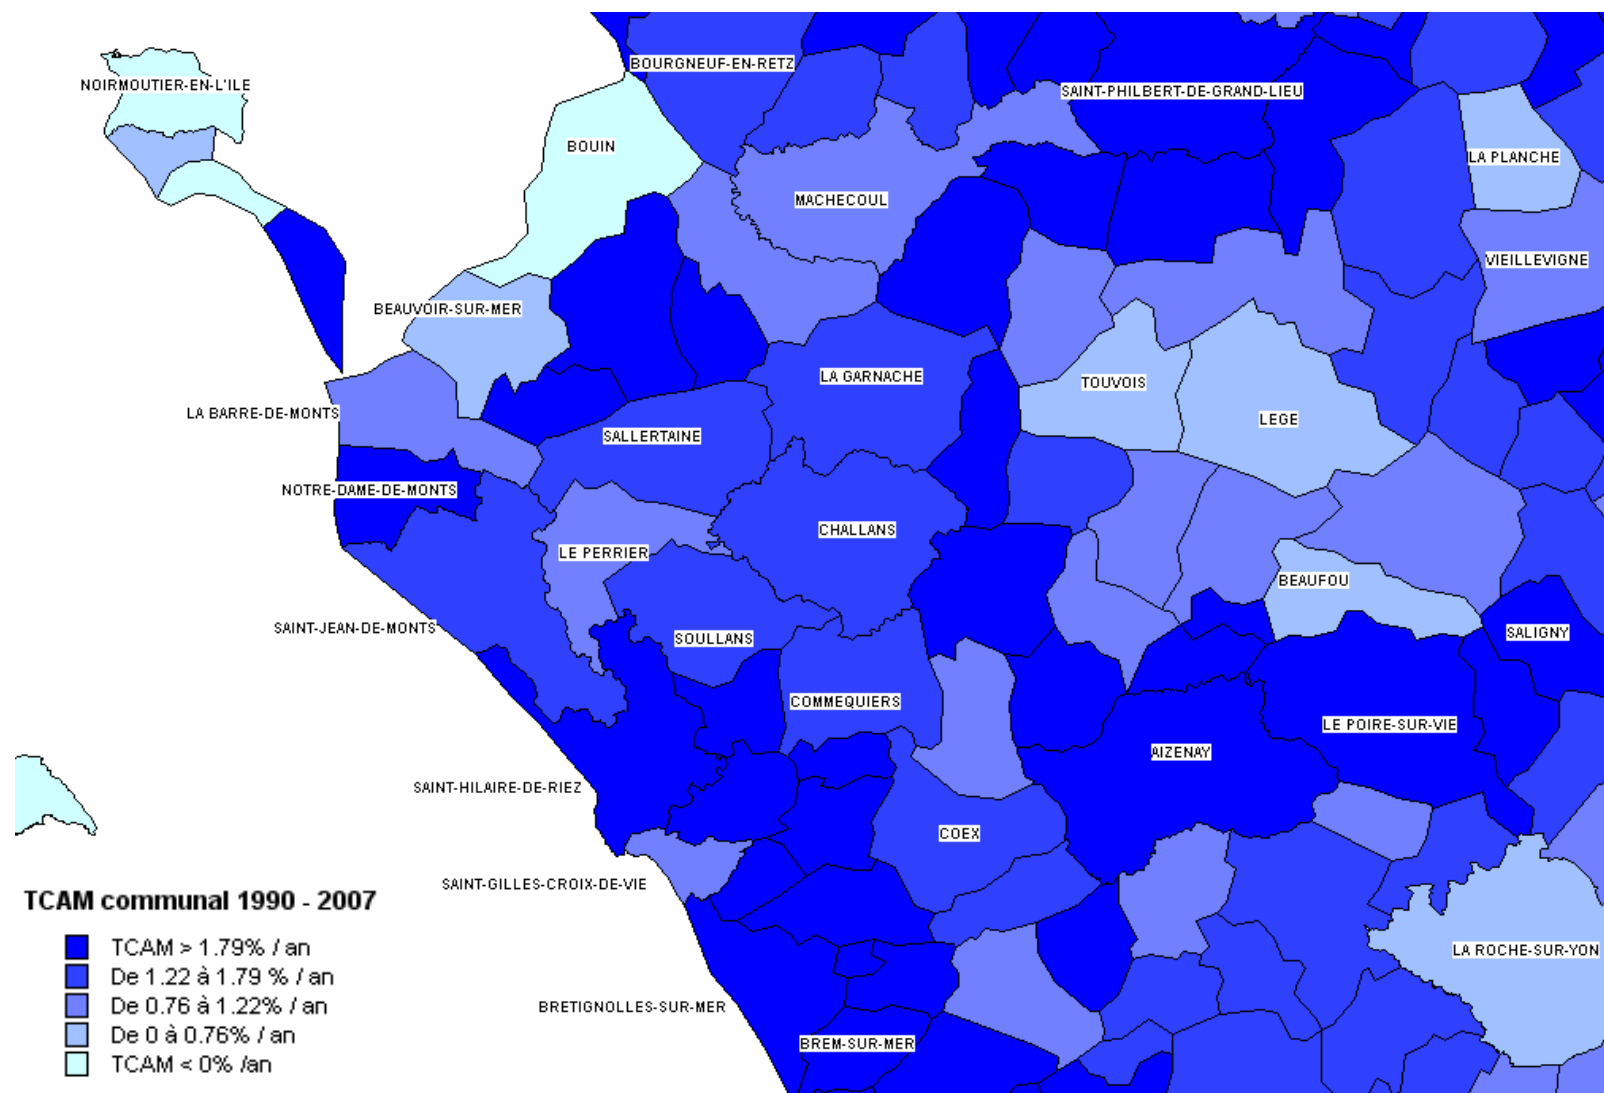 BOURGNEUF-EN-RETZ
NOIRMOUTIER-EN-L'ILE
SAINT-PHILBERT-DE-GRAND-LIEU
BOUIN
LA PLANCHE
MACHECOUL
VIEILLEVIGNE
BEAUVOIR-SUR-MER
LA GARNACHE
TOUVOIS
LA BARRE-DE-MONTS
LEGE
SALLERTAINE
NOTRE-DAME-DE-MONTS
CHALLANS
LE PERRIER
BEAUFOU
SAINT-JEAN-DE-MONTS
SOULLANS
SALIGNY
COMMEQUIERS
LE POIRE-SUR-VIE
AIZENAY
SAINT-HILAIRE-DE-RIEZ
COEX
SAINT-GILLES-CROIX-DE-VIE
LA ROCHE-SUR-YON
BRETIGNOLLES-SUR-MER
BREM-SUR-MER
TCAM communal 1990 - 2007
TCAM > 1.79% / an
De 1.22 à 1.79 % / an
De 0.76 à 1.22% / an
De 0 à 0.76% / an
TCAM < 0% /an